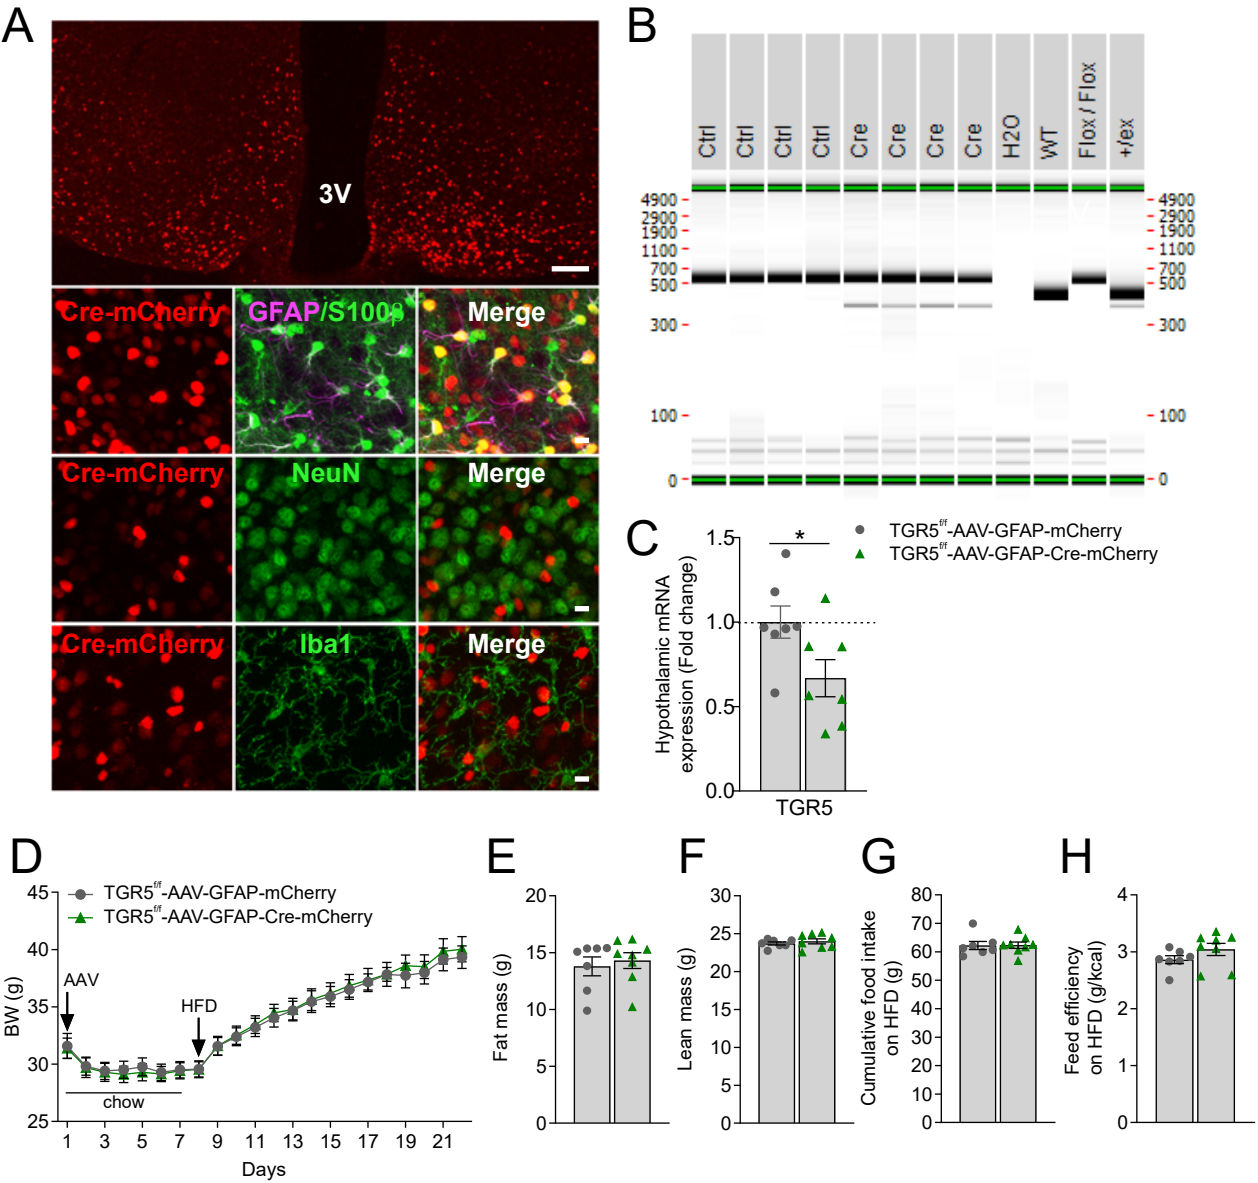 A
3V
Cre-mCherry GFAP/S100β Merge
Cre-mCherry NeuN Merge
Cre-mCherry Iba1 Merge
B
Ctrl Ctrl Ctrl Ctrl Cre Cre Cre Cre H2O WT Flox / Flox +/ex
4900 4900
2900 2900
1900 1900
1100 1100
700 700
500 500
300 300
100 100
0 0
C
TGR5f/f-AAV-GFAP-mCherry
TGR5f/f-AAV-GFAP-Cre-mCherry
*
Hypothalamic mRNA
expression (Fold change)
1.5
1.0
0.5
0.0
TGR5
D
TGR5f/f-AAV-GFAP-mCherry
TGR5f/f-AAV-GFAP-Cre-mCherry
BW (g)
45
40
35
30
25
AAV
HFD
chow
1 3 5 7 9 11 13 15 17 19 21
Days
E
Fat mass (g)
20
15
10
5
0
F
Lean mass (g)
30
25
20
15
10
5
0
G
Cumulative food intake
on HFD (g)
80
70
60
50
40
30
20
10
0
H
Feed efficiency
on HFD (g/kcal)
4
3
2
1
0